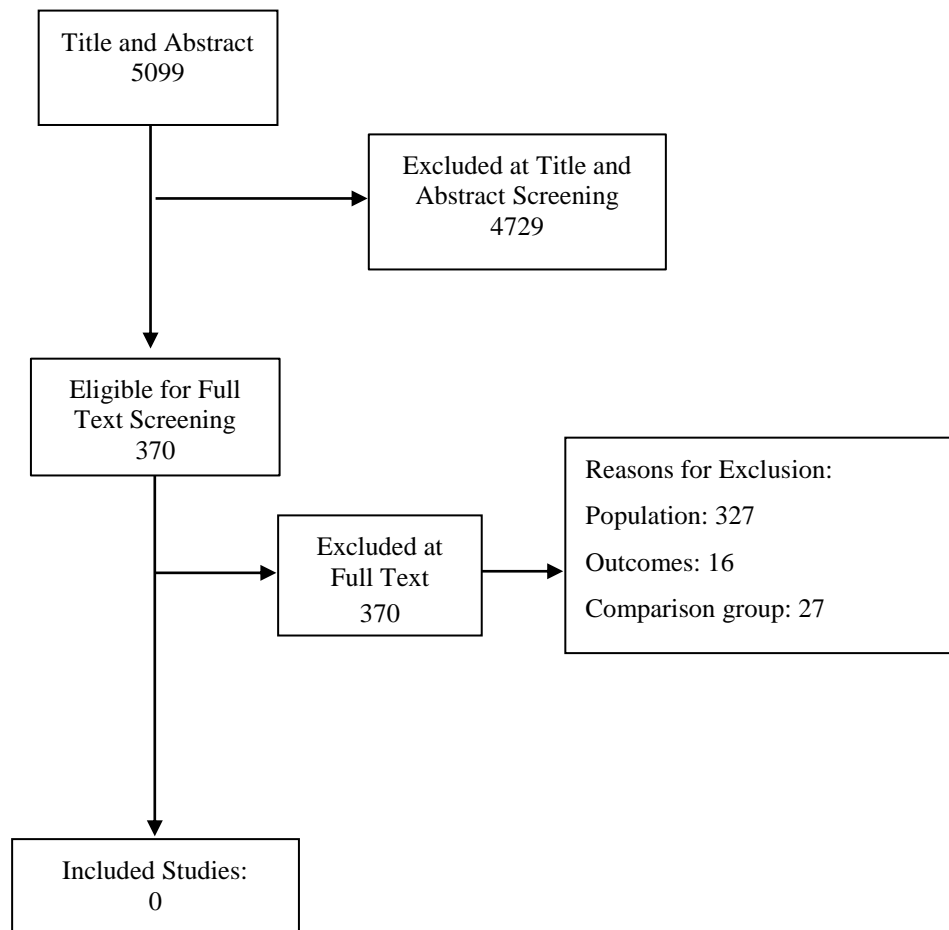 Title and Abstract
5099
Excluded at Title and
Abstract Screening
4729
Eligible for Full
Text Screening
370
Excluded at
Full Text
370
Reasons for Exclusion:
Population: 327
Outcomes: 16
Comparison group: 27
Included Studies:
0